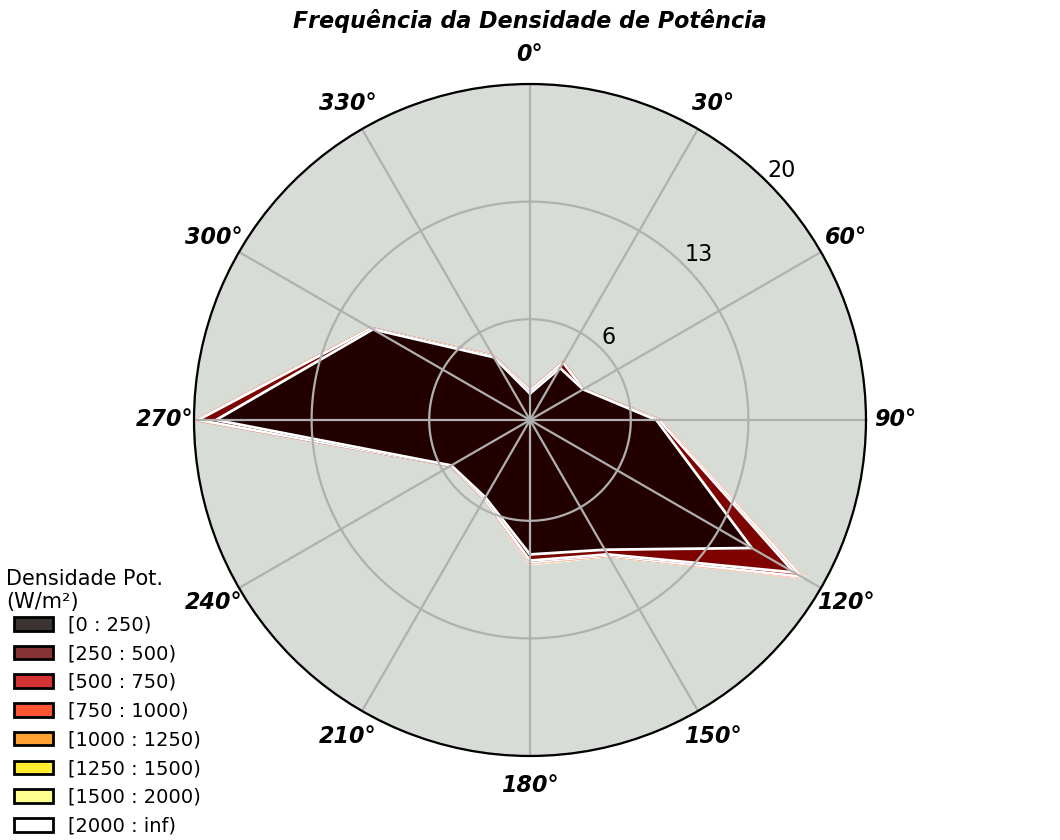 Frequência da Densidade de Potência
0°
330°
30°
20
300°
60°
13
6
270°
90°
240°
120°
210°
150°
180°
Densidade Pot.
(W/m²)
[0 : 250)
[250 : 500)
[500 : 750)
[750 : 1000)
[1000 : 1250)
[1250 : 1500)
[1500 : 2000)
[2000 : inf)